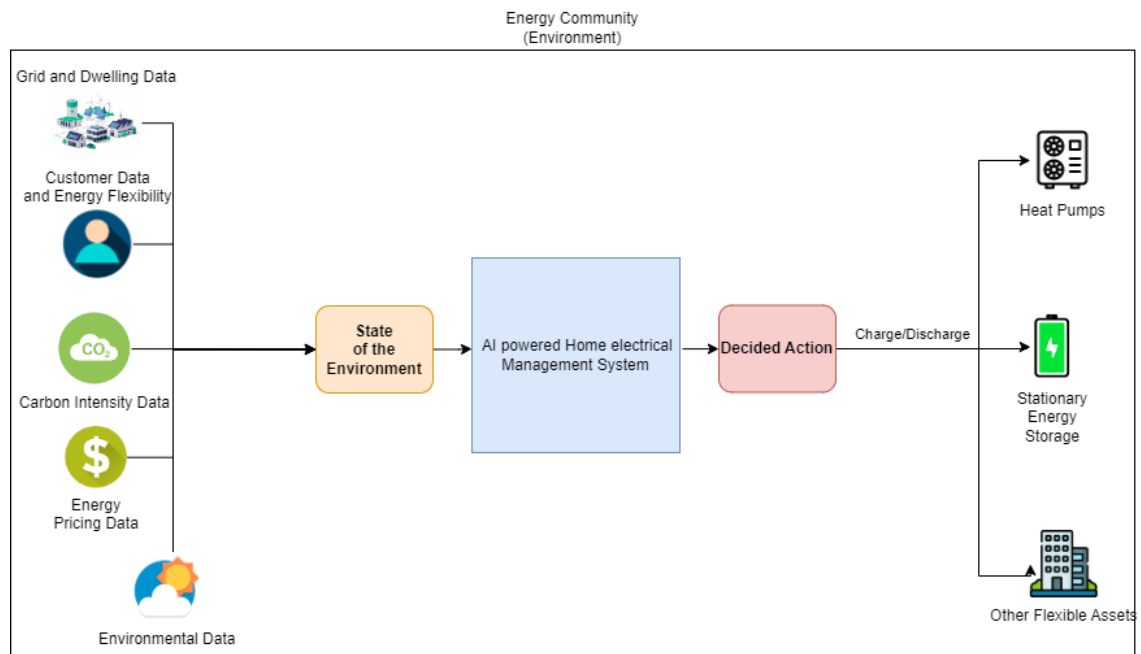 Energy Community
(Environment)
Grid and Dwelling Data
Customer Data
and Energy Flexibility
CO₂
Carbon Intensity Data
$
Energy
Pricing Data
Environmental Data
State
of the
Environment
AI powered Home electrical
Management System
Decided Action
Charge/Discharge
Heat Pumps
Stationary
Energy
Storage
Other Flexible Assets